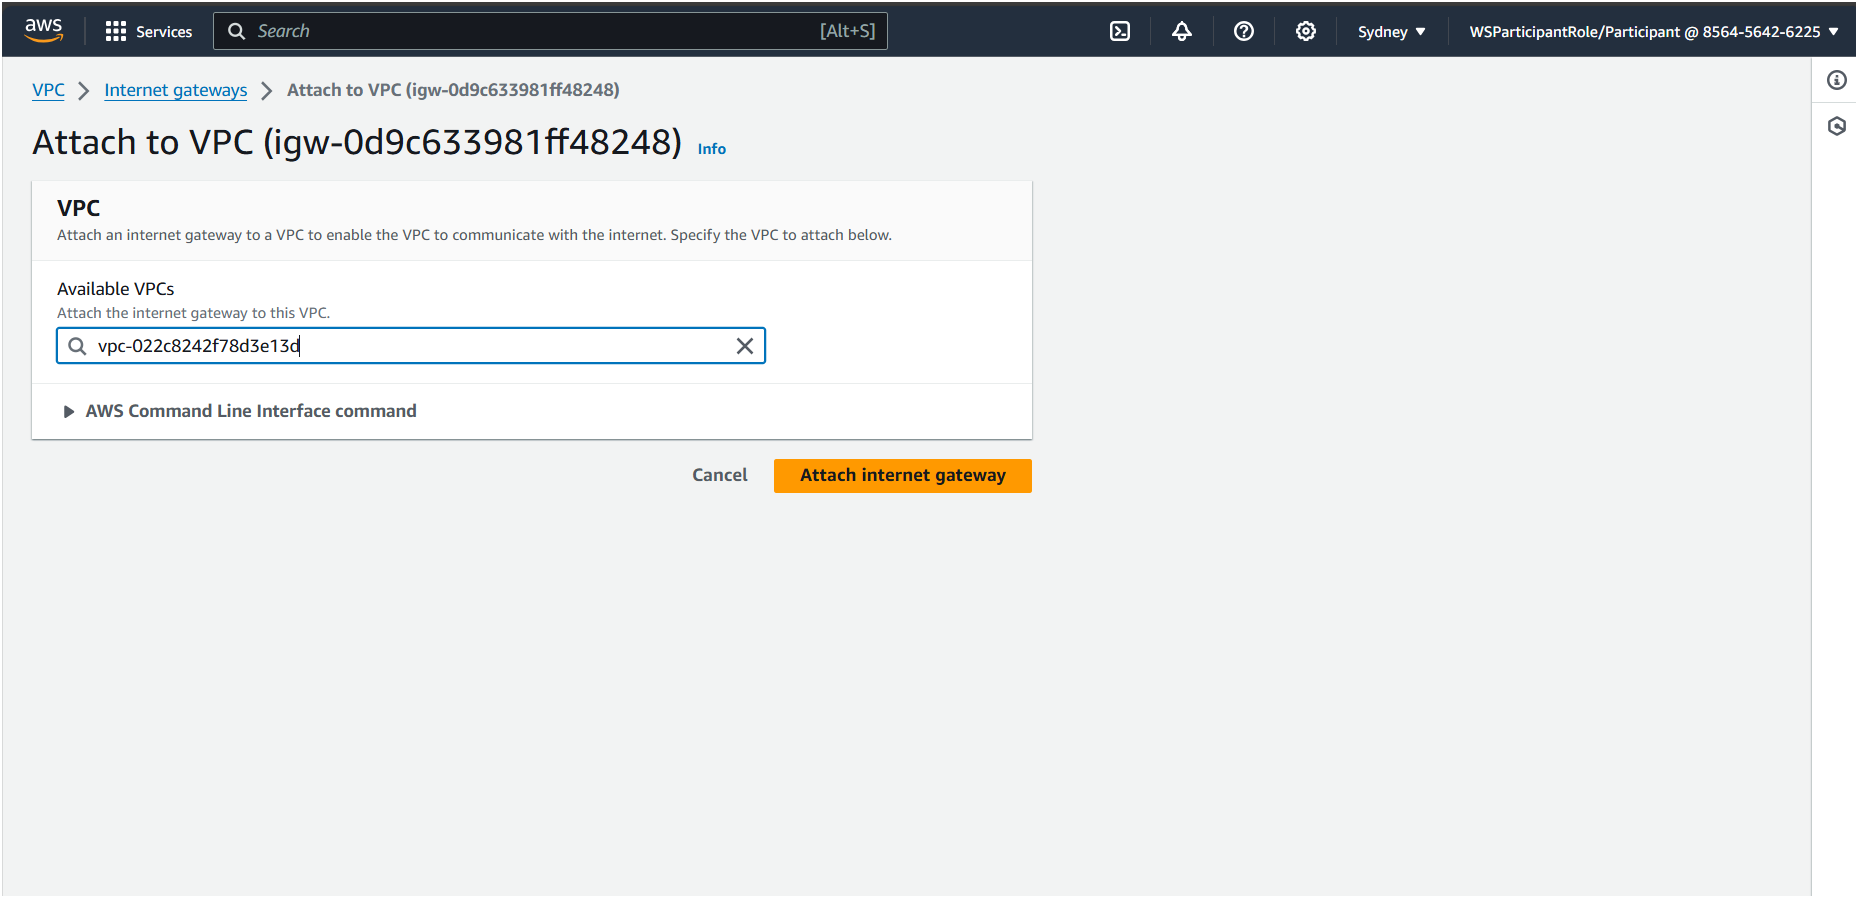 aws Services Search [Alt+S] Sydney WSParticipantRole/Participant @ 8564-5642-6225
VPC Internet gateways Attach to VPC (igw-0d9c633981ff48248)
Attach to VPC (igw-0d9c633981ff48248) Info
VPC
Attach an internet gateway to a VPC to enable the VPC to communicate with the internet. Specify the VPC to attach below.
Available VPCs
Attach the internet gateway to this VPC.
vpc-022c8242f78d3e13d
AWS Command Line Interface command
Cancel Attach internet gateway